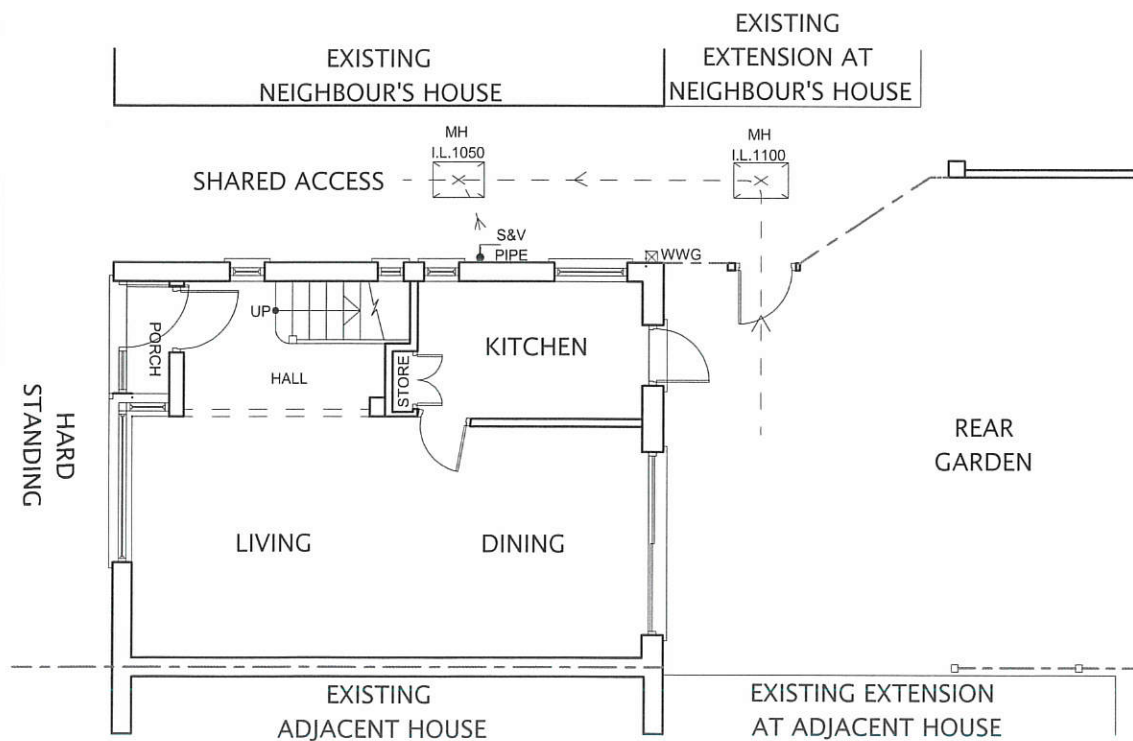 EXISTING
NEIGHBOUR'S HOUSE
EXISTING
EXTENSION AT
NEIGHBOUR'S HOUSE
MH
I.L.1050
MH
I.L.1100
SHARED ACCESS
S&V
PIPE
WWG
UP
PORCH
HALL
STORE
KITCHEN
HARD
STANDING
REAR
GARDEN
LIVING
DINING
EXISTING
ADJACENT HOUSE
EXISTING EXTENSION
AT ADJACENT HOUSE